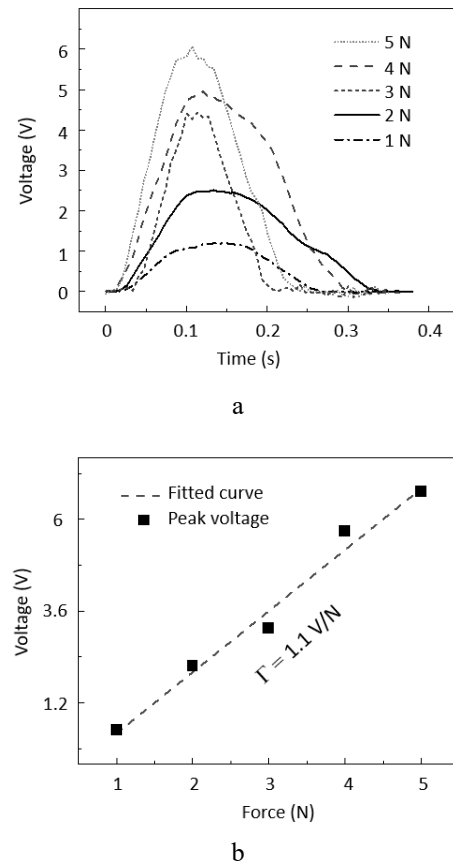 6
5
4
3
2
1
0
Voltage (V)
5 N
4 N
3 N
2 N
1 N
0 0.1 0.2 0.3 0.4
Time (s)
a
6
3.6
1.2
Voltage (V)
Fitted curve
Peak voltage
Γ = 1.1 V/N
1 2 3 4 5
Force (N)
b